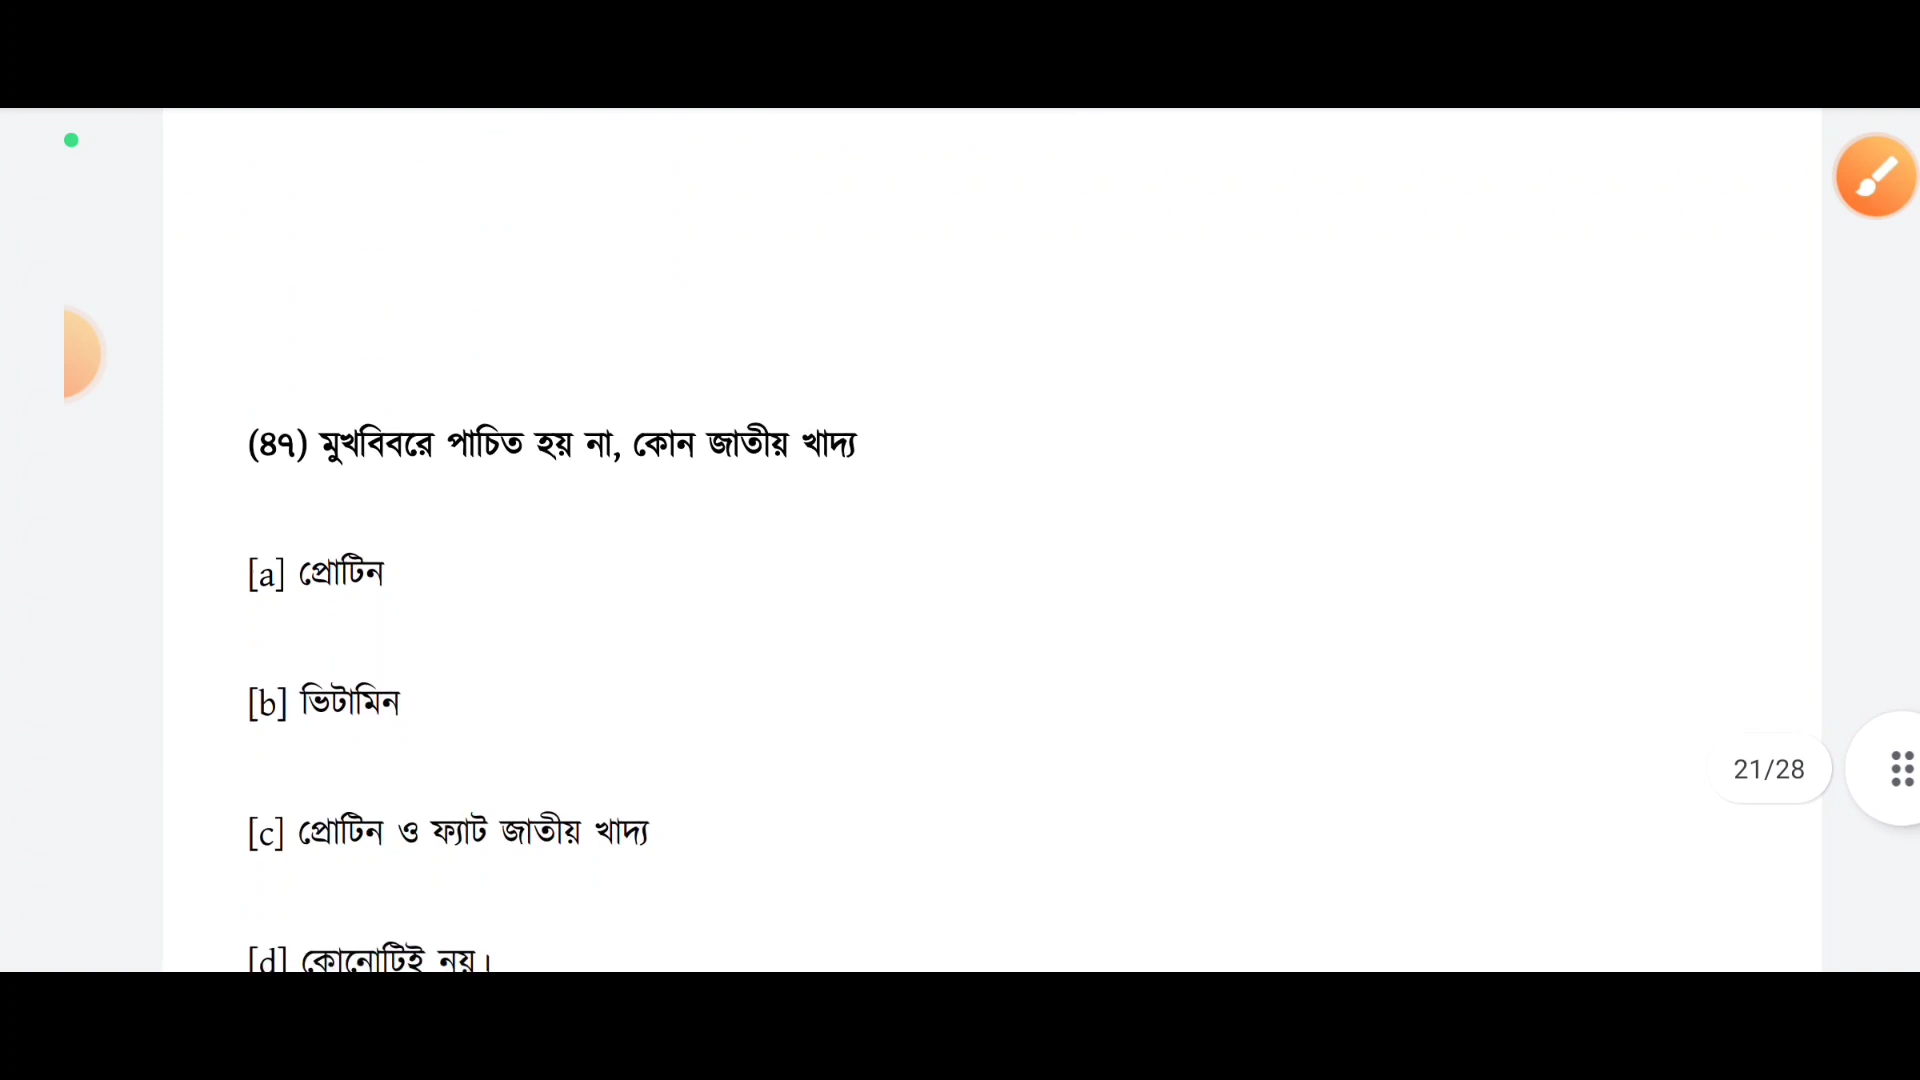 (৪৭) মুখবিবরে পাচিত হয় না, কোন জাতীয় খাদ্য
[a] প্রোটিন
[b] ভিটামিন
21/28
[c] প্রোটিন ও ফ্যাট জাতীয় খাদ্য
[d] কোনোটিই নয়।